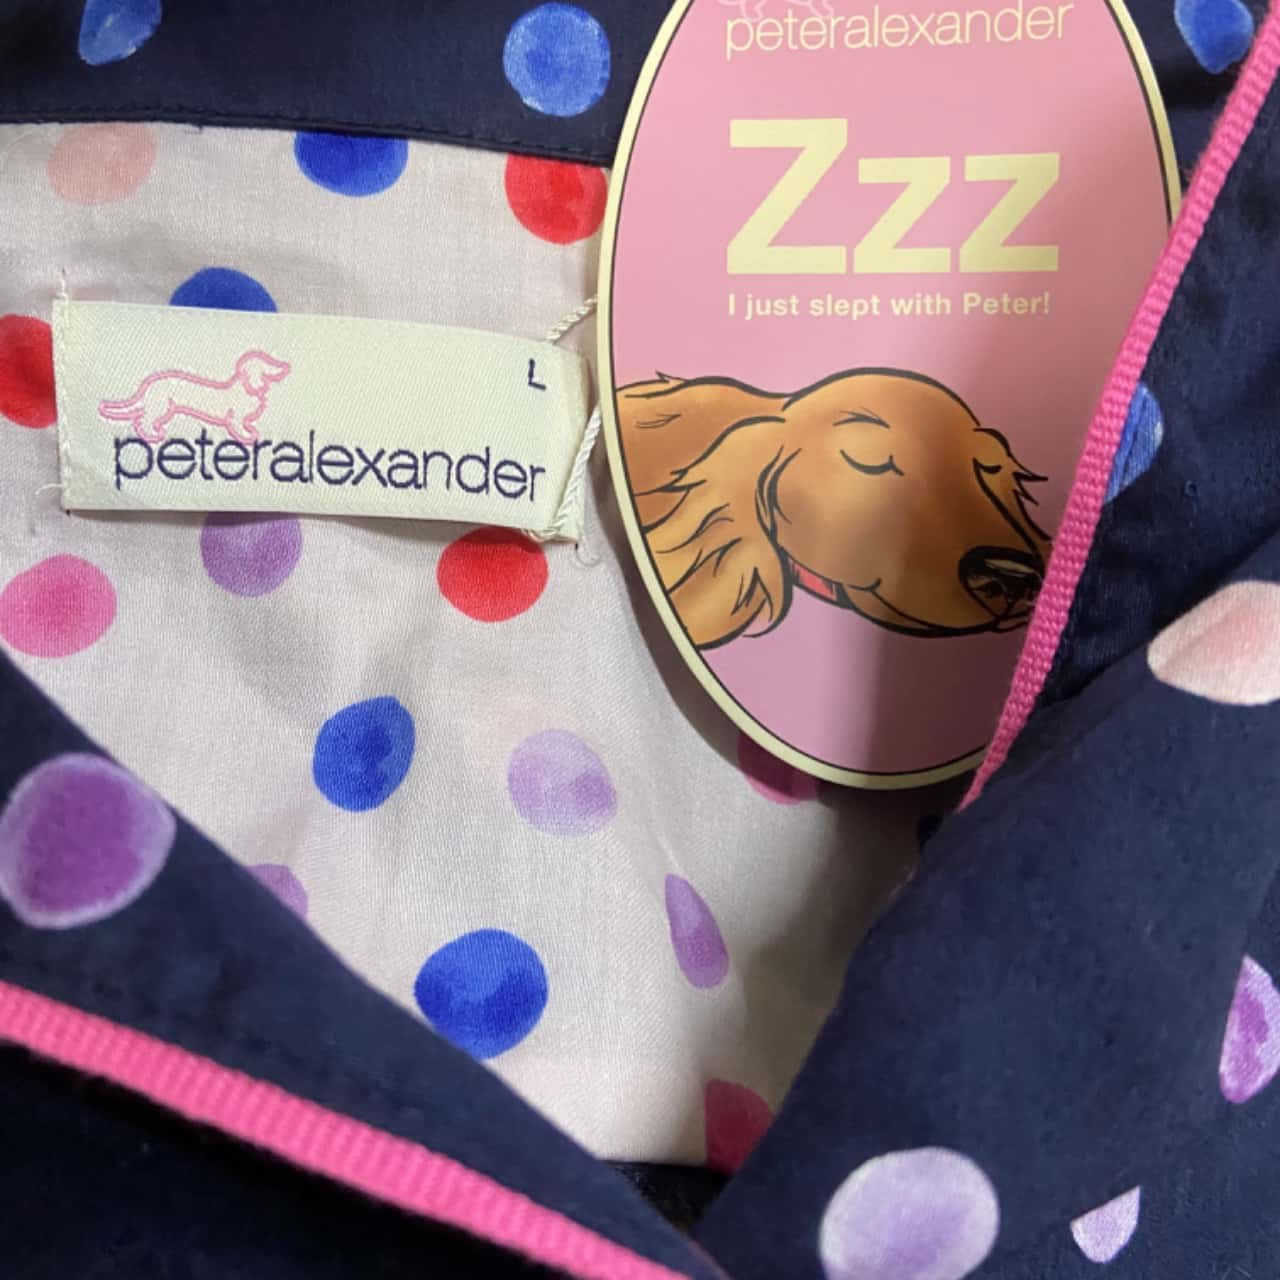 peteralexander
Zzz
I just slept with Peter!
L
peteralexander